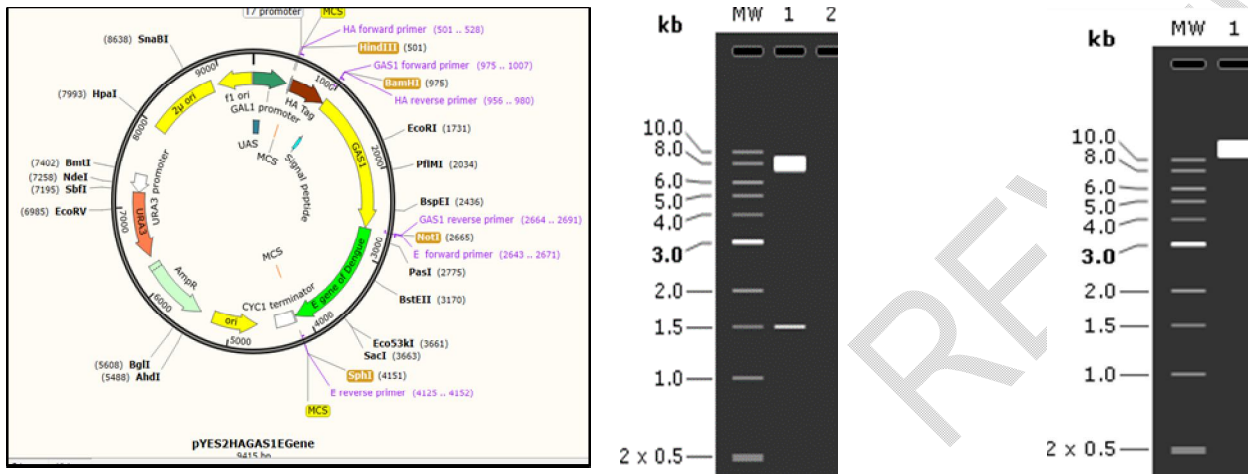 T7 promoter
MCS
HA forward primer (501 .. 528)
HindIII (501)
GAS1 forward primer (975 .. 1007)
BamHI (975)
HA reverse primer (956 .. 980)
EcoRI (1731)
PflMI (2034)
BspEI (2436)
GAS1 reverse primer (2664 .. 2691)
NotI (2665)
E forward primer (2643 .. 2671)
PasI (2775)
BstEII (3170)
Eco53kI (3661)
SacI (3663)
SphI (4151)
E reverse primer (4125 .. 4152)
MCS
(8638) SnaBI
(7993) HpaI
(7402) BmtI
(7258) NdeI
(7195) SbfI
(6985) EcoRV
(5608) BglI
(5488) AhdI
9000
1000
2000
3000
4000
5000
6000
7000
8000
2μ ori
f1 ori
GAL1 promoter
HA Tag
GAS1
UAS
MCS
Signal peptide
E gene of Dengue
MCS
CYC1 terminator
ori
AmpR
URA3
URA3 promoter
pYES2HAGAS1EGene
9415 bp
kb
MW 1 2
10.0
8.0
6.0
5.0
4.0
3.0
2.0
1.5
1.0
2 x 0.5
kb
MW 1
10.0
8.0
6.0
5.0
4.0
3.0
2.0
1.5
1.0
2 x 0.5
REV